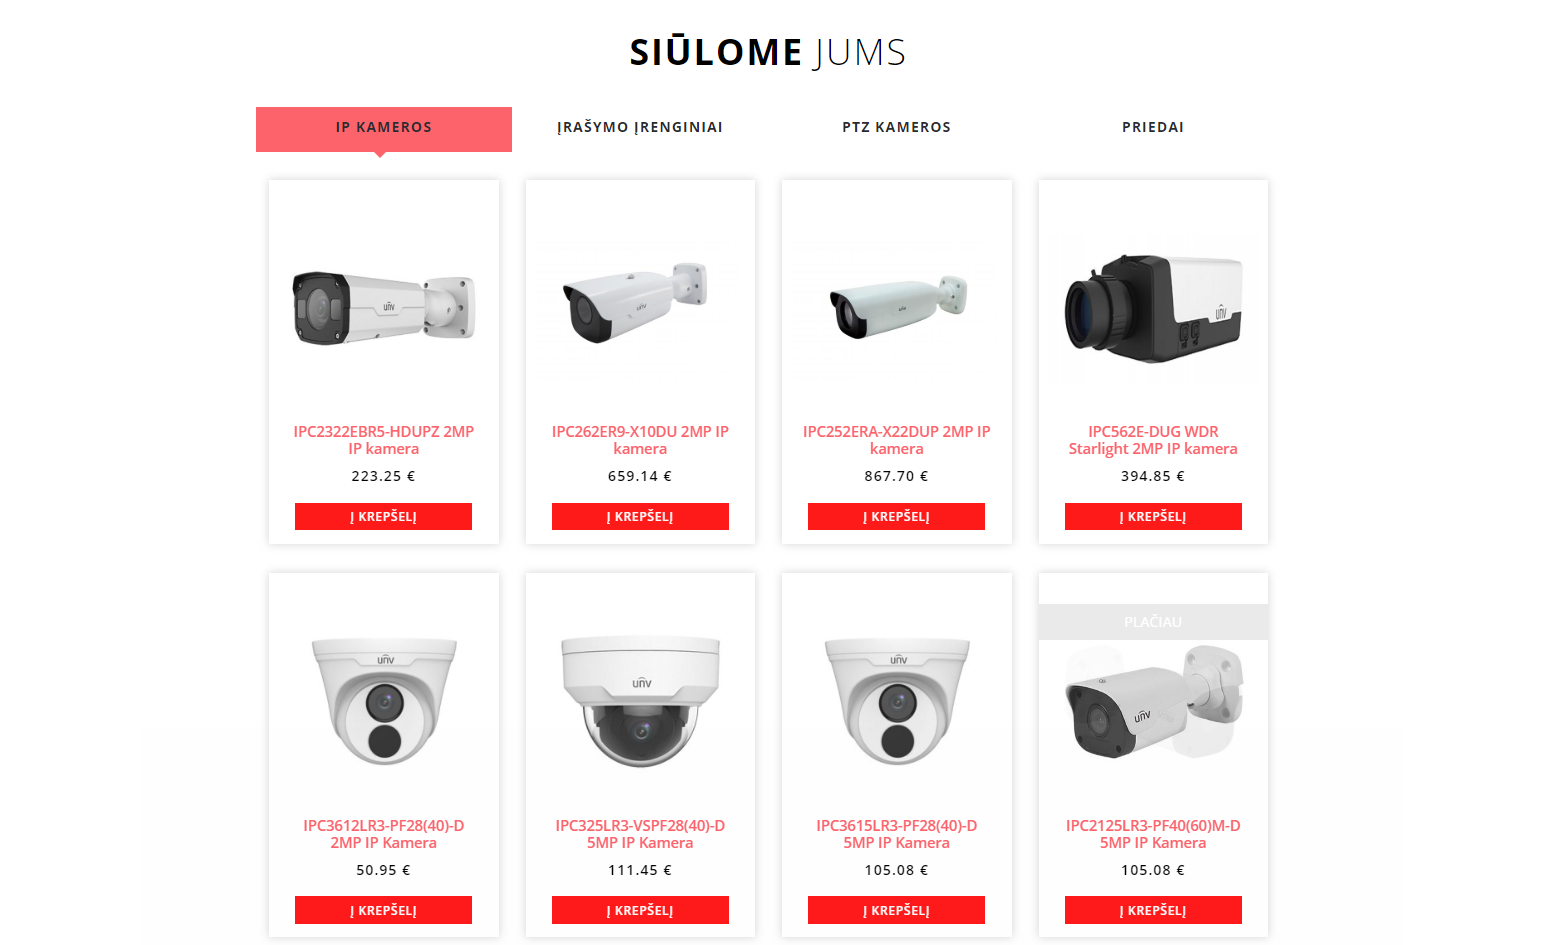 SIŪLOME JUMS
IP KAMEROS
ĮRAŠYMO ĮRENGINIAI
PTZ KAMEROS
PRIEDAI
unv
unv
unv
unv
IPC2322EBR5-HDUPZ 2MP
IP kamera
223.25 €
Į KREPŠELĮ
IPC262ER9-X10DU 2MP IP
kamera
659.14 €
Į KREPŠELĮ
IPC252ERA-X22DUP 2MP IP
kamera
867.70 €
Į KREPŠELĮ
IPC562E-DUG WDR
Starlight 2MP IP kamera
394.85 €
Į KREPŠELĮ
unv
unv
unv
PLAČIAU
unv
IPC3612LR3-PF28(40)-D
2MP IP Kamera
50.95 €
Į KREPŠELĮ
IPC325LR3-VSPF28(40)-D
5MP IP Kamera
111.45 €
Į KREPŠELĮ
IPC3615LR3-PF28(40)-D
5MP IP Kamera
105.08 €
Į KREPŠELĮ
IPC2125LR3-PF40(60)M-D
5MP IP Kamera
105.08 €
Į KREPŠELĮ